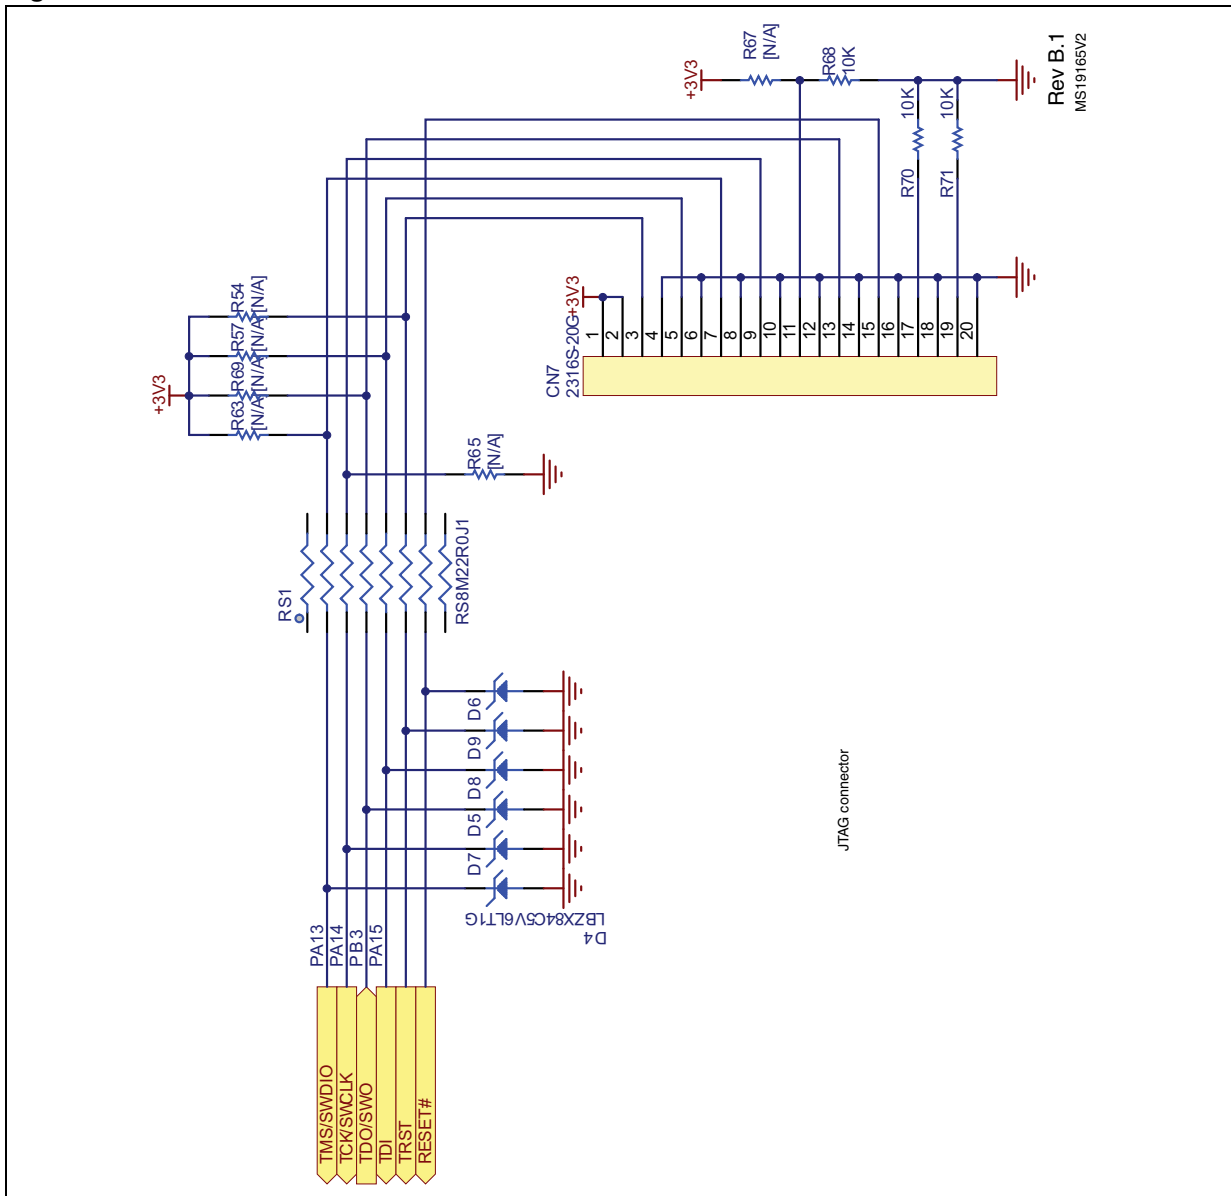 R67
[N/A]
R68
10K
+3V3
10K
10K
R70
R71
Rev B.1
MS19165V2
R54
[N/A]
R57
[N/A]
R69
[N/A]
R63
[N/A]
+3V3
+3V3
CN7
2316S-20G
1
2
3
4
5
6
7
8
9
10
11
12
13
14
15
16
17
18
19
20
R65
[N/A]
RS1
RS8M22R0J1
D6
D9
D8
D5
D7
LBZX84C5V6LT1G
D4
JTAG connector
PA13
PA14
PB3
PA15
TMS/SWDIO
TCK/SWCLK
TDO/SWO
TDI
TRST
RESET#